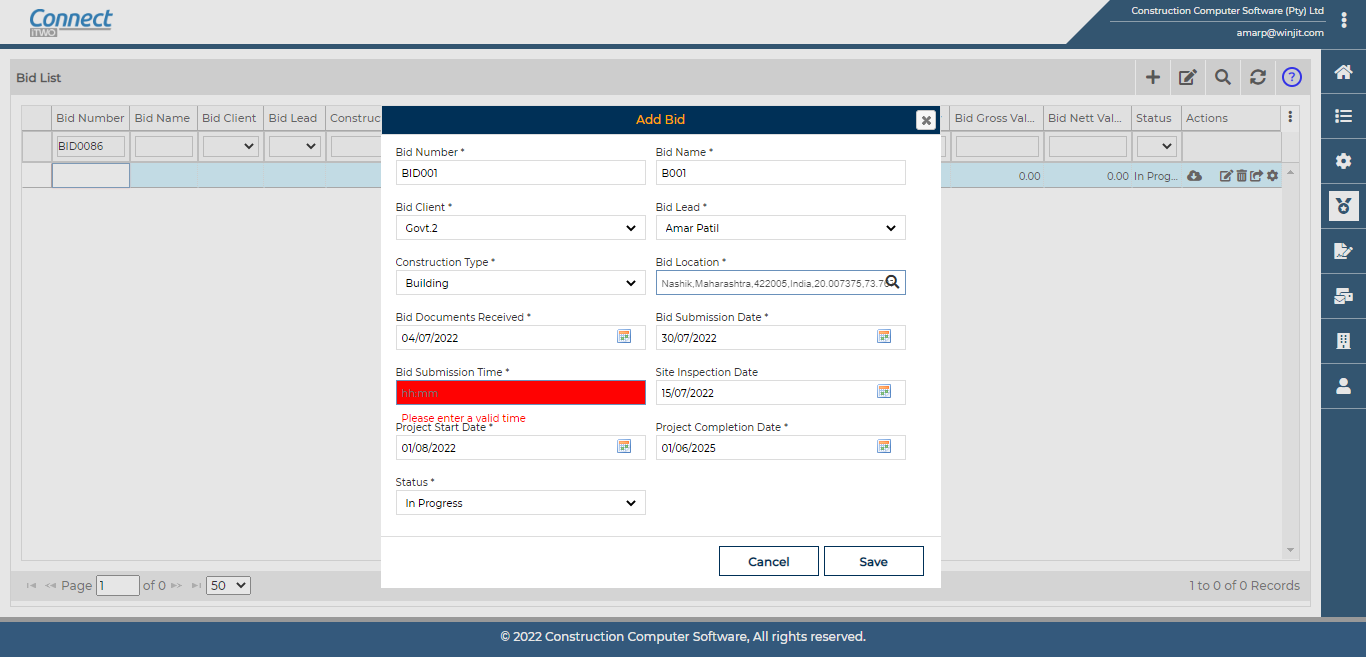 Connect
iTWO
Construction Computer Software (Pty) Ltd
amarp@winjit.com
Bid List
?
Bid Number Bid Name Bid Client Bid Lead Construc
Bid Gross Val... Bid Nett Val... Status Actions
BID0086
0.00 0.00 In Prog...
Add Bid
Bid Number * Bid Name *
BID001 B001
Bid Client * Bid Lead *
Govt.2 Amar Patil
Construction Type * Bid Location *
Building Nashik,Maharashtra,422005,India,20.007375,73.76
Bid Documents Received * Bid Submission Date *
04/07/2022 30/07/2022
Bid Submission Time * Site Inspection Date
hh:mm 15/07/2022
Please enter a valid time
Project Start Date * Project Completion Date *
01/08/2022 01/06/2025
Status *
In Progress
Cancel Save
Page 1 of 0 50 1 to 0 of 0 Records
© 2022 Construction Computer Software, All rights reserved.